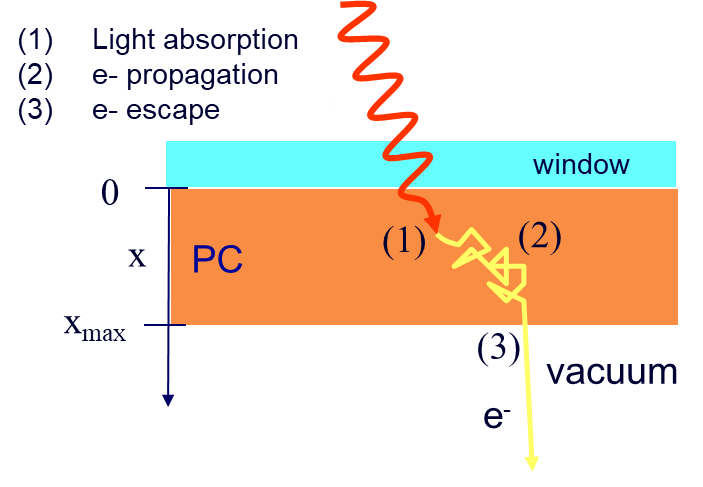 (1) Light absorption
(2) e- propagation
(3) e- escape
window
0
(1)
(2)
x
PC
xmax
(3)
vacuum
e-